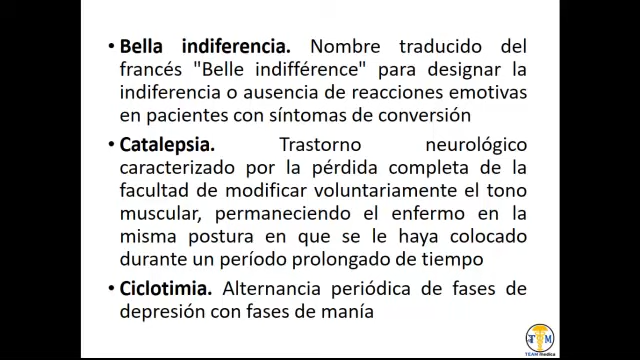 • Bella indiferencia. Nombre traducido del
francés "Belle indifférence" para designar la
indiferencia o ausencia de reacciones emotivas
en pacientes con síntomas de conversión
• Catalepsia. Trastorno neurológico
caracterizado por la pérdida completa de la
facultad de modificar voluntariamente el tono
muscular, permaneciendo el enfermo en la
misma postura en que se le haya colocado
durante un período prolongado de tiempo
• Ciclotimia. Alternancia periódica de fases de
depresión con fases de manía
T M
TEAM medica